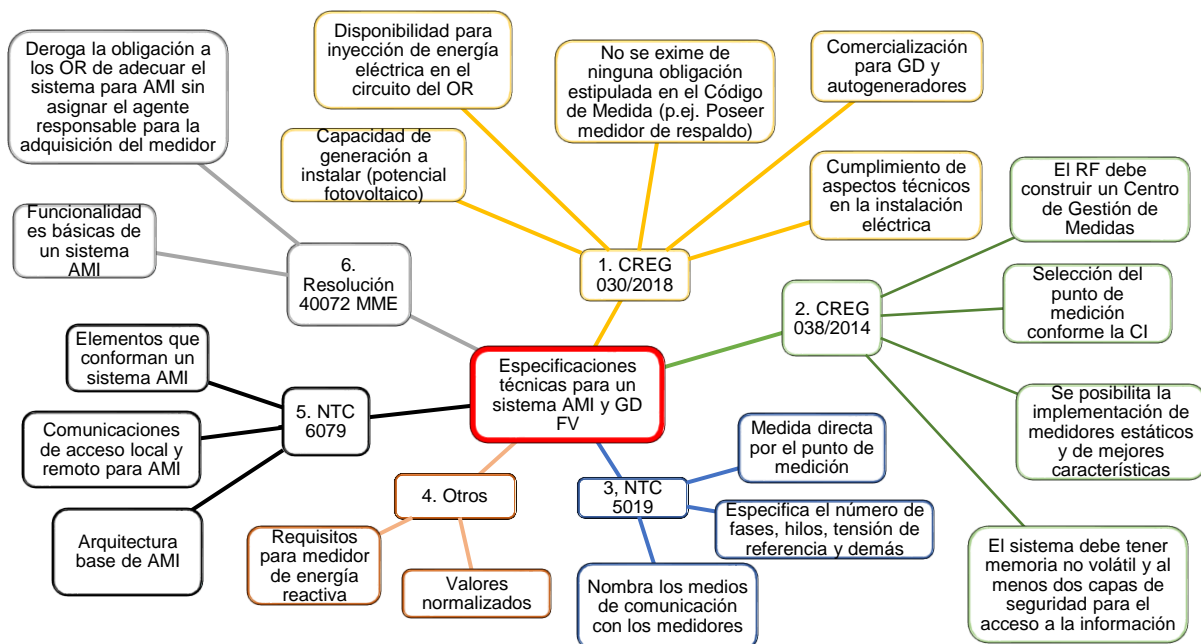 Deroga la obligación a
los OR de adecuar el
sistema para AMI sin
asignar el agente
responsable para la
adquisición del medidor
Funcionalidad
es básicas de
un sistema
AMI
6.
Resolución
40072 MME
Disponibilidad para
inyección de energía
eléctrica en el
circuito del OR
Capacidad de
generación a
instalar (potencial
fotovoltaico)
No se exime de
ninguna obligación
estipulada en el Código
de Medida (p.ej. Poseer
medidor de respaldo)
Comercialización
para GD y
autogeneradores
Cumplimiento de
aspectos técnicos
en la instalación
eléctrica
1. CREG
030/2018
El RF debe
construir un Centro
de Gestión de
Medidas
2. CREG
038/2014
Selección del
punto de
medición
conforme la CI
Se posibilita la
implementación de
medidores estáticos
y de mejores
características
El sistema debe tener
memoria no volátil y al
menos dos capas de
seguridad para el
acceso a la información
Especificaciones
técnicas para un
sistema AMI y GD
FV
Elementos que
conforman un
sistema AMI
5. NTC
6079
Comunicaciones
de acceso local y
remoto para AMI
Arquitectura
base de AMI
4. Otros
Requisitos
para medidor
de energía
reactiva
Valores
normalizados
3, NTC
5019
Medida directa
por el punto de
medición
Especifica el número de
fases, hilos, tensión de
referencia y demás
Nombra los medios
de comunicación
con los medidores